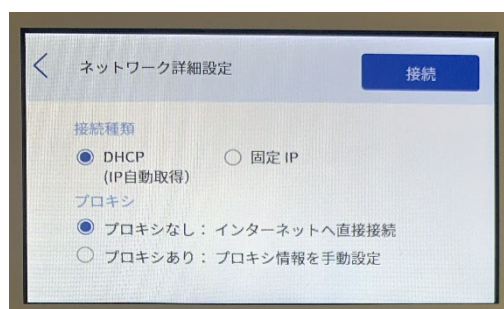 ネットワーク詳細設定
接続
接続種類
DHCP
固定 IP
(IP自動取得)
プロキシ
プロキシなし： インターネットへ直接接続
プロキシあり： プロキシ情報を手動設定